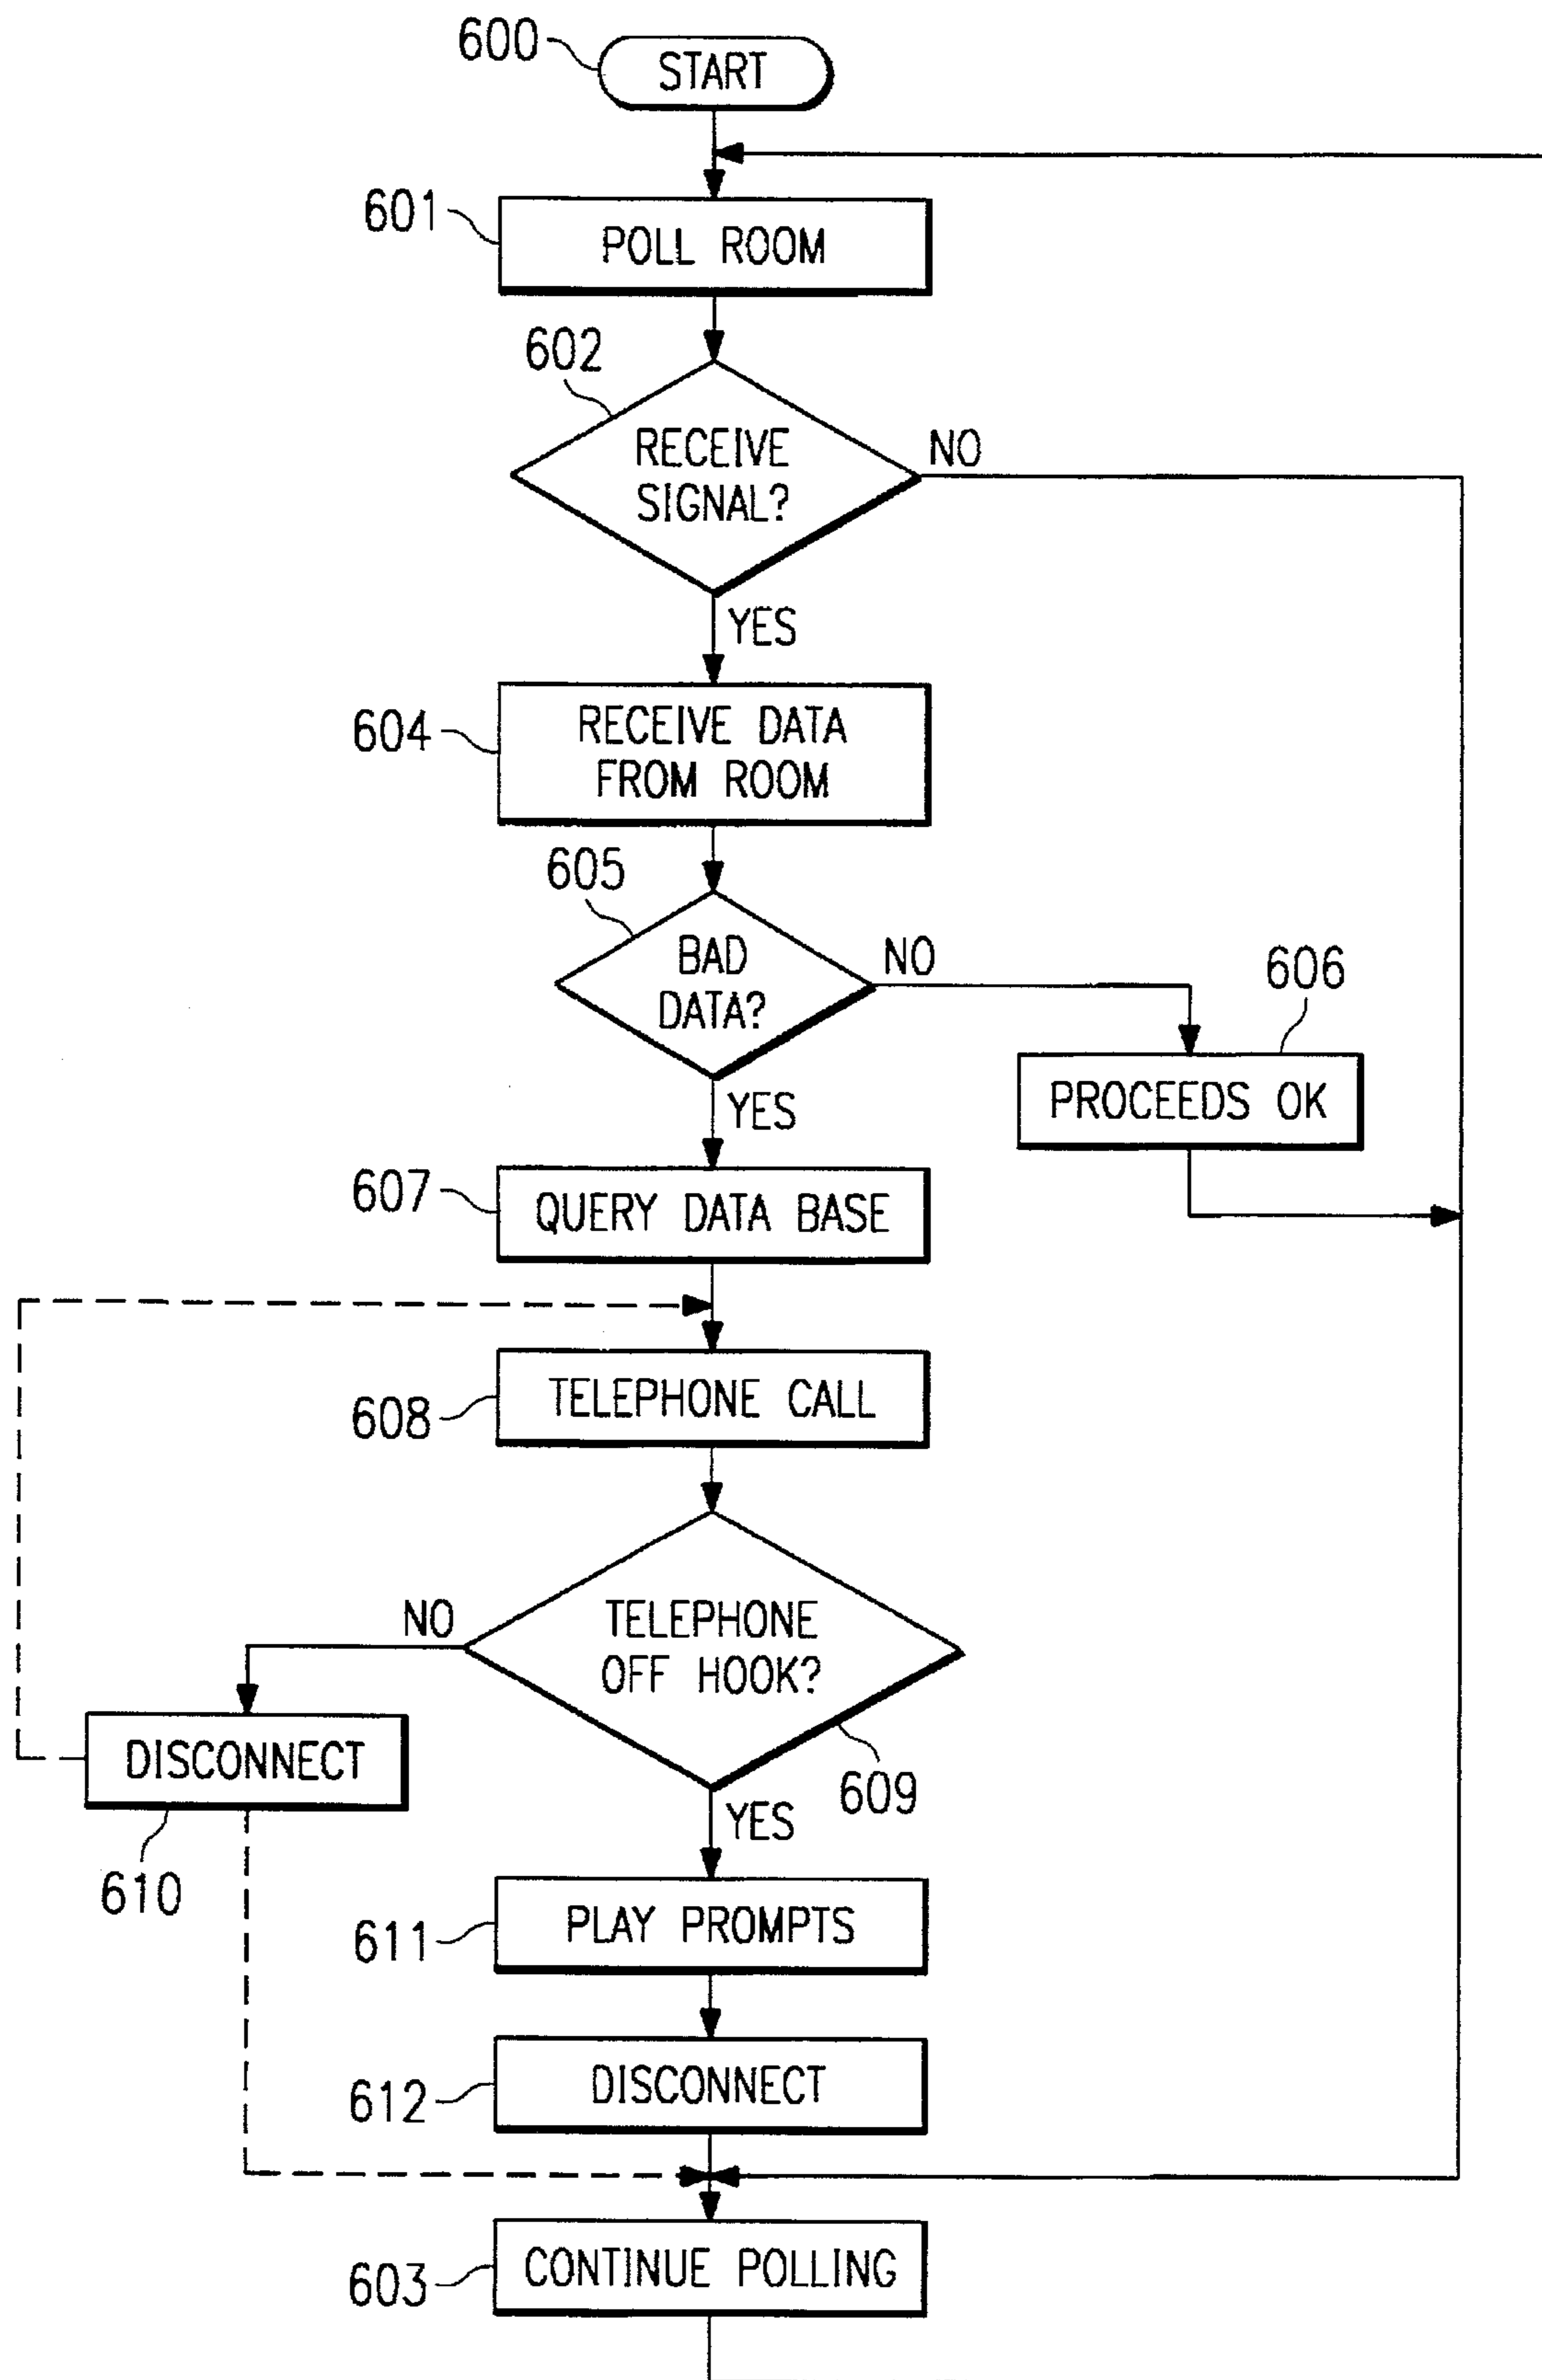 600
START
601
POLL ROOM
602
RECEIVE
SIGNAL?
NO
YES
604
RECEIVE DATA
FROM ROOM
605
BAD
DATA?
NO
606
PROCEEDS OK
YES
607
QUERY DATA BASE
608
TELEPHONE CALL
NO
TELEPHONE
OFF HOOK?
609
DISCONNECT
610
YES
611
PLAY PROMPTS
612
DISCONNECT
603
CONTINUE POLLING